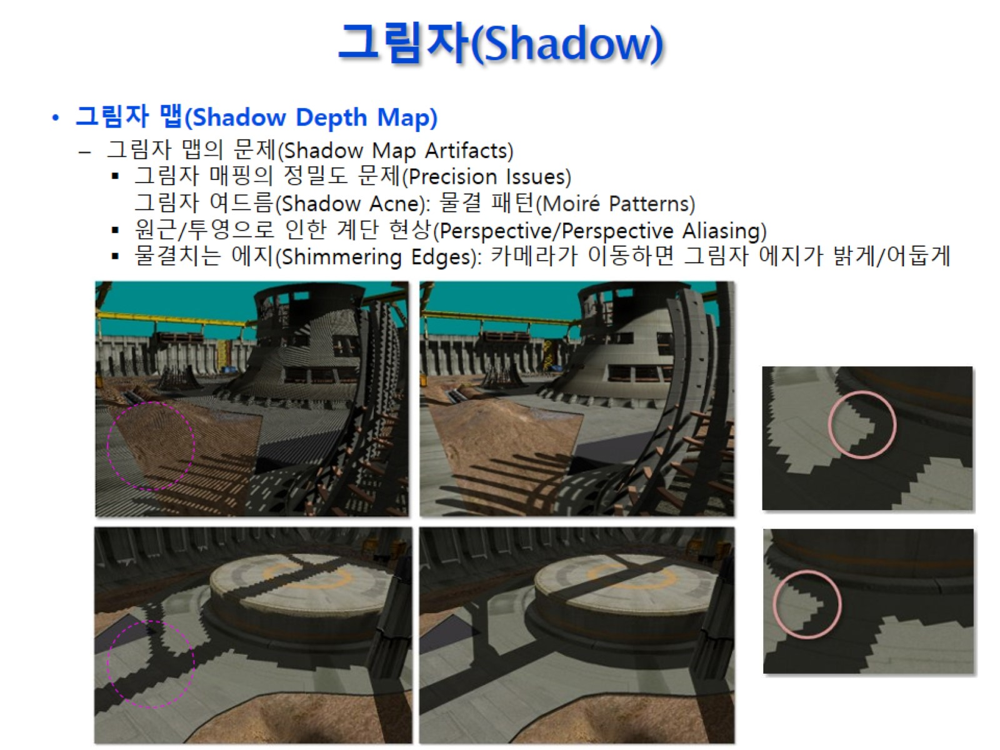 그림자(Shadow)
• 그림자 맵(Shadow Depth Map)
– 그림자 맵의 문제(Shadow Map Artifacts)
▪ 그림자 매핑의 정밀도 문제(Precision Issues)
그림자 여드름(Shadow Acne): 물결 패턴(Moiré Patterns)
▪ 원근/투영으로 인한 계단 현상(Perspective/Perspective Aliasing)
▪ 물결치는 에지(Shimmering Edges): 카메라가 이동하면 그림자 에지가 밝게/어둡게